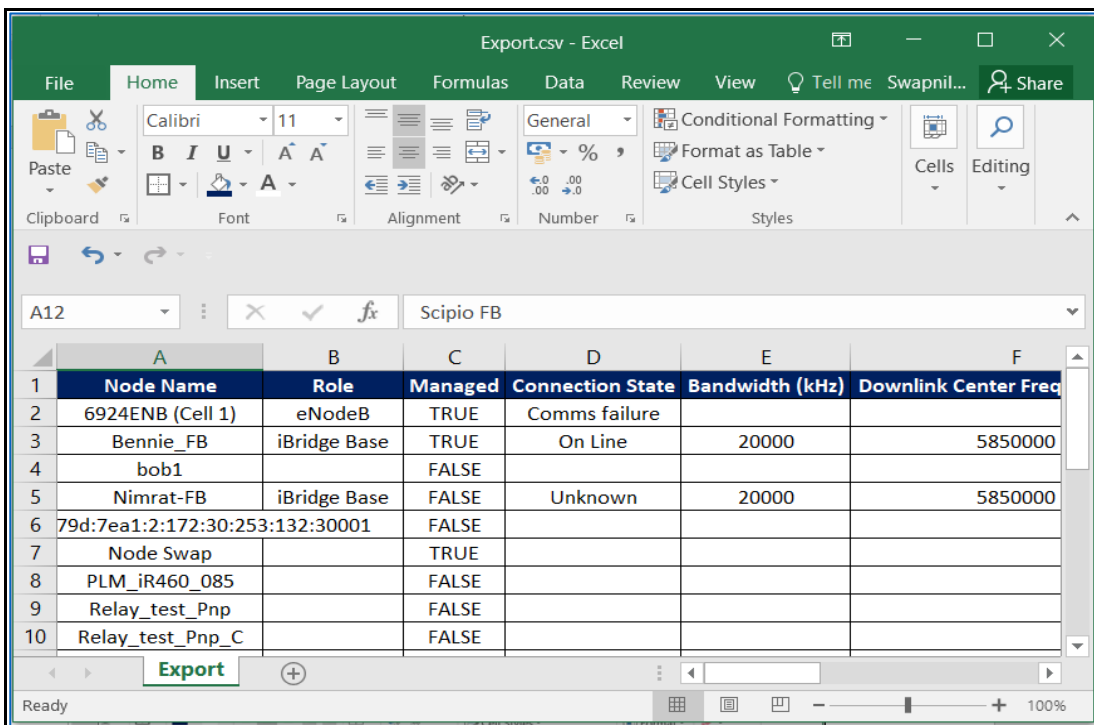 Export.csv - Excel
File Home Insert Page Layout Formulas Data Review View Tell me Swapnil... Share
Calibri 11 General Conditional Formatting
Paste B I U A A % , Format as Table Cells Editing
A .00 .0 Cell Styles
Clipboard Font Alignment Number Styles
A12 fx Scipio FB
A B C D E F
1 Node Name Role Managed Connection State Bandwidth (kHz) Downlink Center Freq
2 6924ENB (Cell 1) eNodeB TRUE Comms failure
3 Bennie_FB iBridge Base TRUE On Line 20000 5850000
4 bob1 FALSE
5 Nimrat-FB iBridge Base FALSE Unknown 20000 5850000
6 79d:7ea1:2:172:30:253:132:30001 FALSE
7 Node Swap TRUE
8 PLM_iR460_085 FALSE
9 Relay_test_Pnp FALSE
10 Relay_test_Pnp_C FALSE
Export
Ready 100%